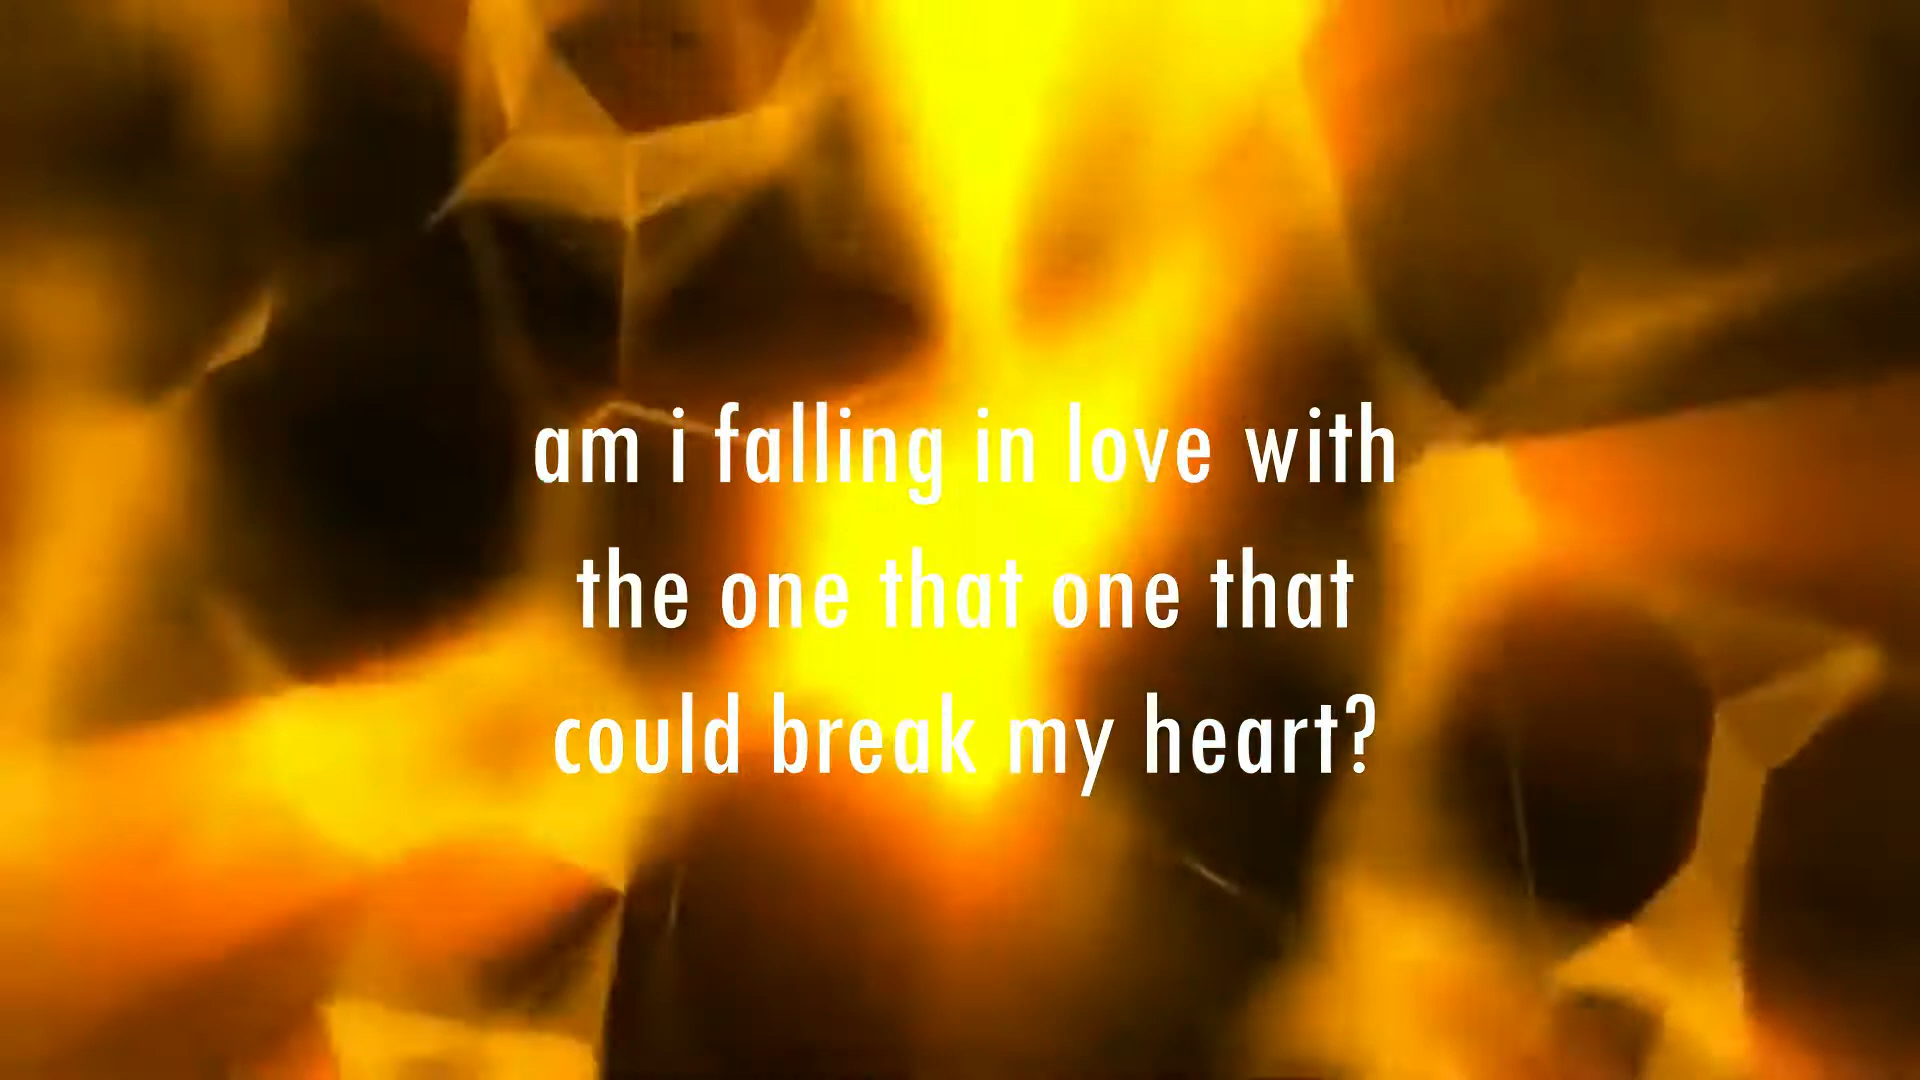 am i falling in love with
the one that one that
could break my heart?